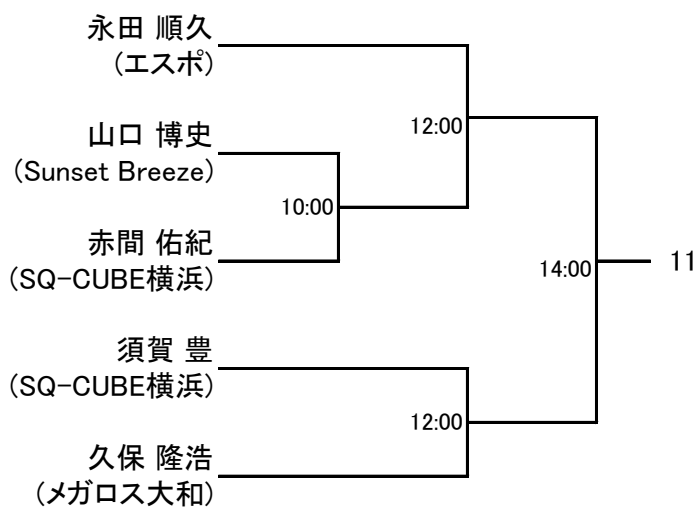 永田 順久
(エスポ)
12:00
山口 博史
(Sunset Breeze)
10:00
赤間 佑紀
(SQ-CUBE横浜)
14:00
11
須賀 豊
(SQ-CUBE横浜)
12:00
久保 隆浩
(メガロス大和)